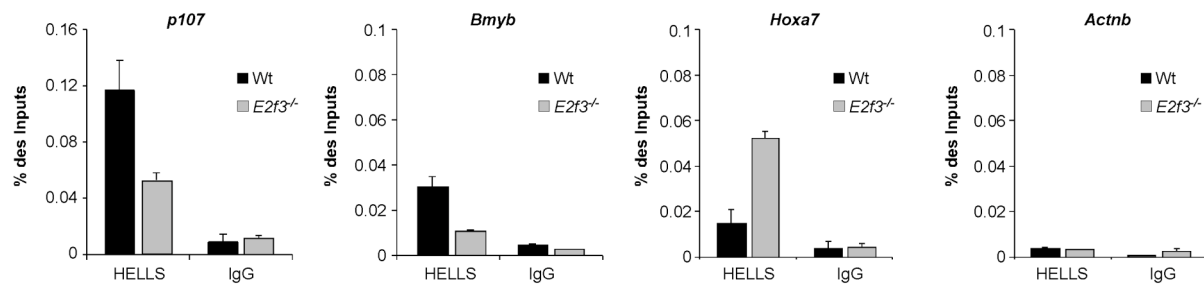 p107
% des Inputs
0.16
0.12
0.08
0.04
0
Wt
E2f3-/-
HELLS
IgG
Bmyb
% des Inputs
0.1
0.08
0.06
0.04
0.02
0
Wt
E2f3-/-
HELLS
IgG
Hoxa7
% des Inputs
0.1
0.08
0.06
0.04
0.02
0
Wt
E2f3-/-
HELLS
IgG
Actnb
% des Inputs
0.1
0.08
0.06
0.04
0.02
0
Wt
E2f3-/-
HELLS
IgG